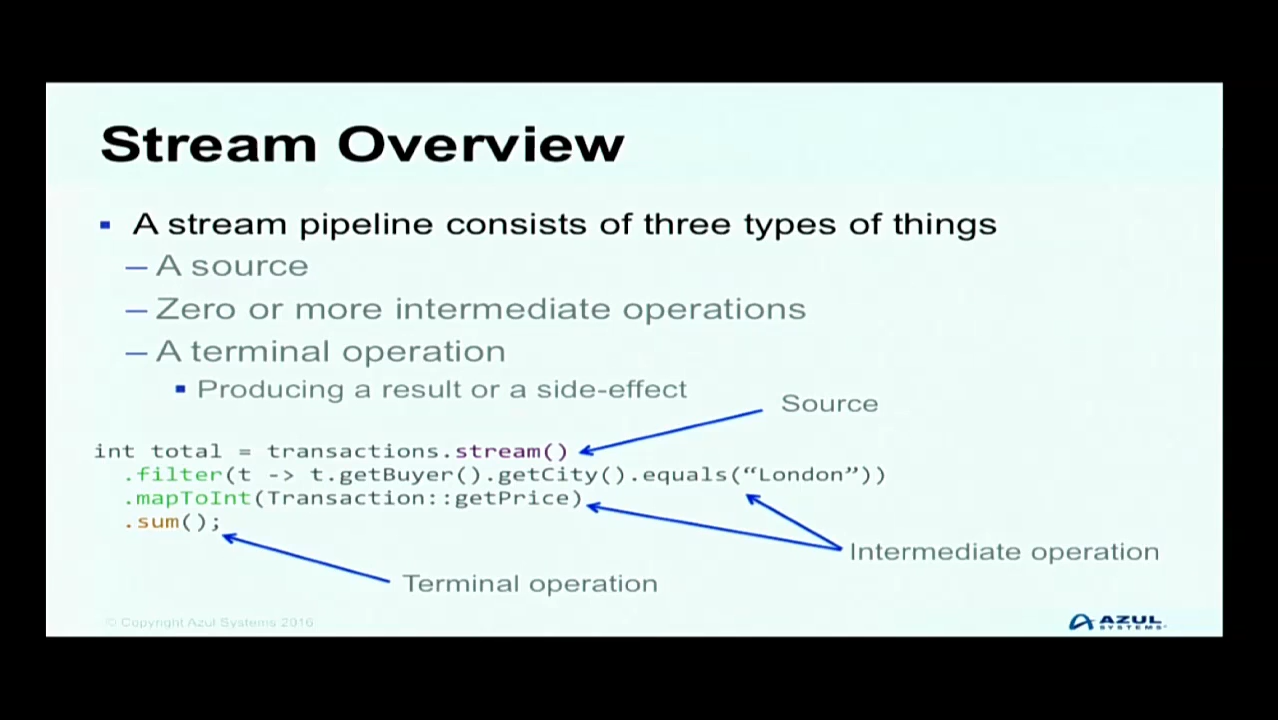 Stream Overview
▪ A stream pipeline consists of three types of things
– A source
– Zero or more intermediate operations
– A terminal operation
▪ Producing a result or a side-effect
Source
int total = transactions.stream()
.filter(t -> t.getBuyer().getCity().equals(“London”))
.mapToInt(Transaction::getPrice)
.sum();
Intermediate operation
Terminal operation
© Copyright Azul Systems 2016
AZUL
SYSTEMS